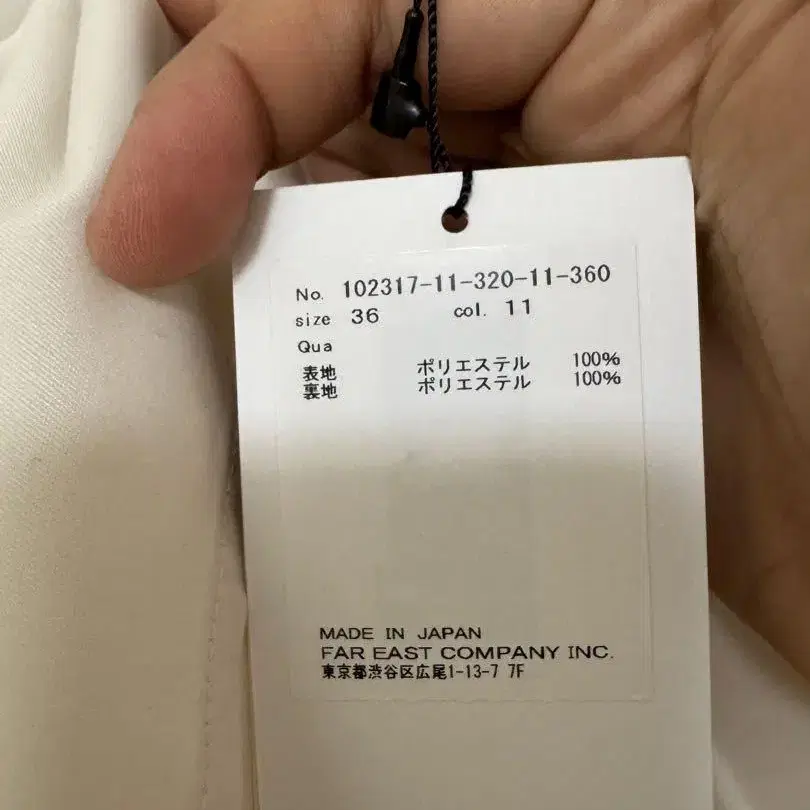 No. 102317-11-320-11-360
size 36 col. 11
Qua
表地 ポリエステル 100%
裏地 ポリエステル 100%
MADE IN JAPAN
FAR EAST COMPANY INC.
東京都渋谷区広尾1-13-7 7F